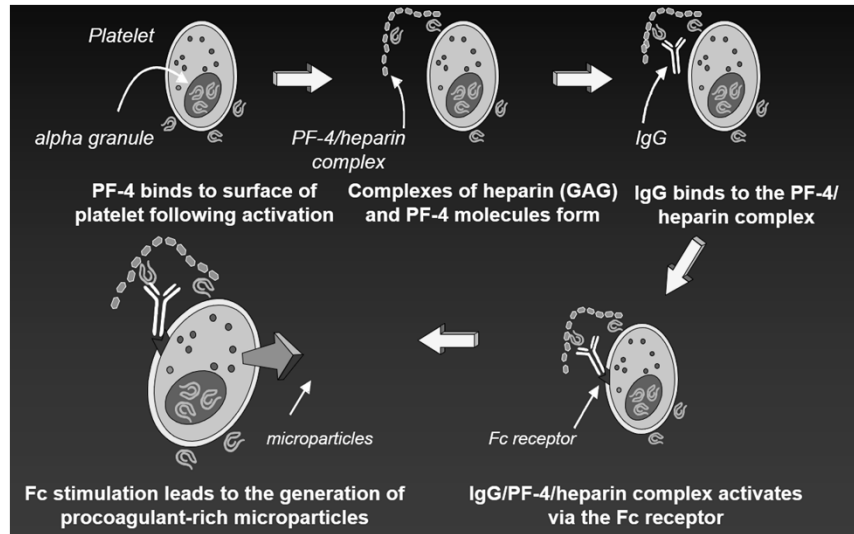 Platelet
alpha granule
PF-4 binds to surface of
platelet following activation
PF-4/heparin
complex
Complexes of heparin (GAG)
and PF-4 molecules form
IgG
IgG binds to the PF-4/
heparin complex
Fc receptor
IgG/PF-4/heparin complex activates
via the Fc receptor
microparticles
Fc stimulation leads to the generation of
procoagulant-rich microparticles